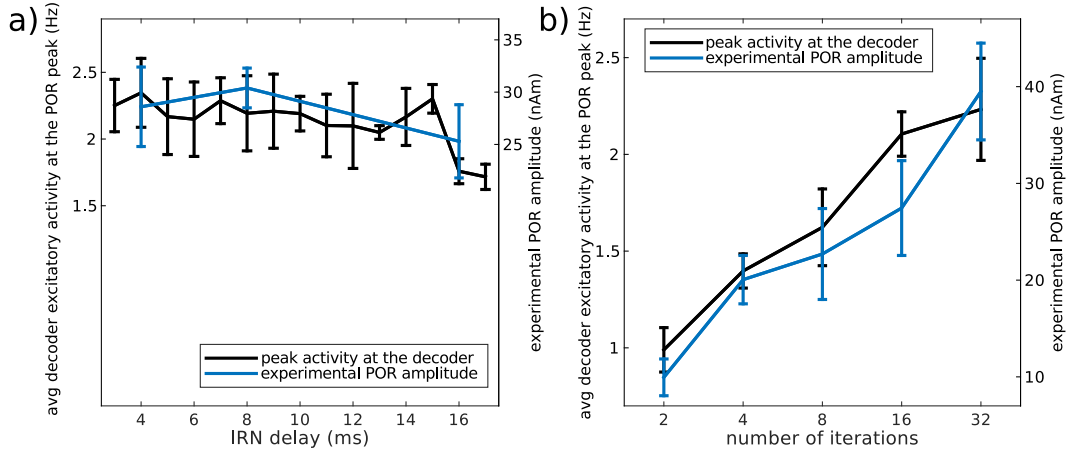 a)
avg decoder excitatory activity at the POR peak (Hz)
2.5
2
1.5
35
30
25
experimental POR amplitude (nAm)
peak activity at the decoder
experimental POR amplitude
4 6 8 10 12 14 16
IRN delay (ms)
b)
avg decoder excitatory activity at the POR peak (Hz)
2.5
2
1.5
1
peak activity at the decoder
experimental POR amplitude
40
30
20
10
experimental POR amplitude (nAm)
2 4 8 16 32
number of iterations